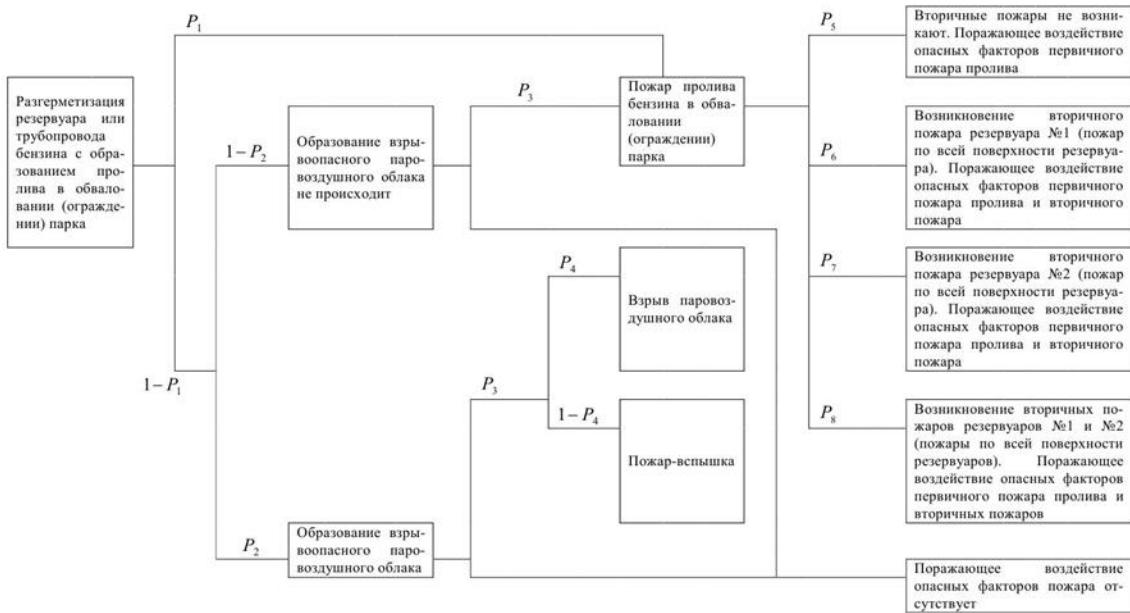 P₁
P₅
Вторичные пожары не возни-
кают. Поражающее воздействие
опасных факторов первичного
пожара пролива
Разгерметизация
резервуара или
трубопровода
бензина с обра-
зованием про-
лива в обвало-
вании (огражде-
нии) парка
1 – P₂
Образование взры-
воопасного паро-
воздушного облака
не происходит
P₃
Пожар пролива
бензина в обва-
ловании
(ограждении)
парка
P₆
Возникновение вторичного
пожара резервуара №1 (пожар
по всей поверхности резервуа-
ра). Поражающее воздействие
опасных факторов первичного
пожара пролива и вторичного
пожара
P₄
Взрыв паровоз-
душного облака
P₇
Возникновение вторичного
пожара резервуара №2 (пожар
по всей поверхности резервуа-
ра). Поражающее воздействие
опасных факторов первичного
пожара пролива и вторичного
пожара
1 – P₁
P₃
1 – P₄
Пожар-вспышка
P₈
Возникновение вторичных по-
жаров резервуаров №1 и №2
(пожары по всей поверхности
резервуаров). Поражающее
воздействие опасных факторов
первичного пожара пролива и
вторичных пожаров
P₂
Образование взры-
воопасного паро-
воздушного облака
Поражающее воздействие
опасных факторов пожара от-
сутствует